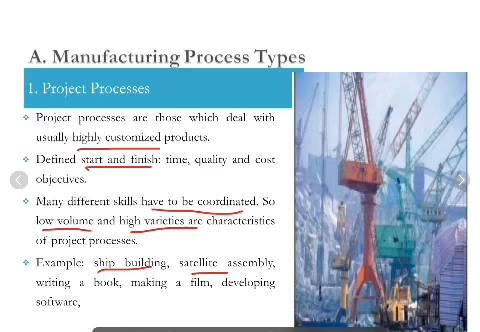 A. Manufacturing Process Types
1. Project Processes
Project processes are those which deal with
usually highly customized products.
Defined start and finish: time, quality and cost
objectives.
Many different skills have to be coordinated. So
low volume and high varieties are characteristics
of project processes.
Example: ship building, satellite assembly,
writing a book, making a film, developing
software,